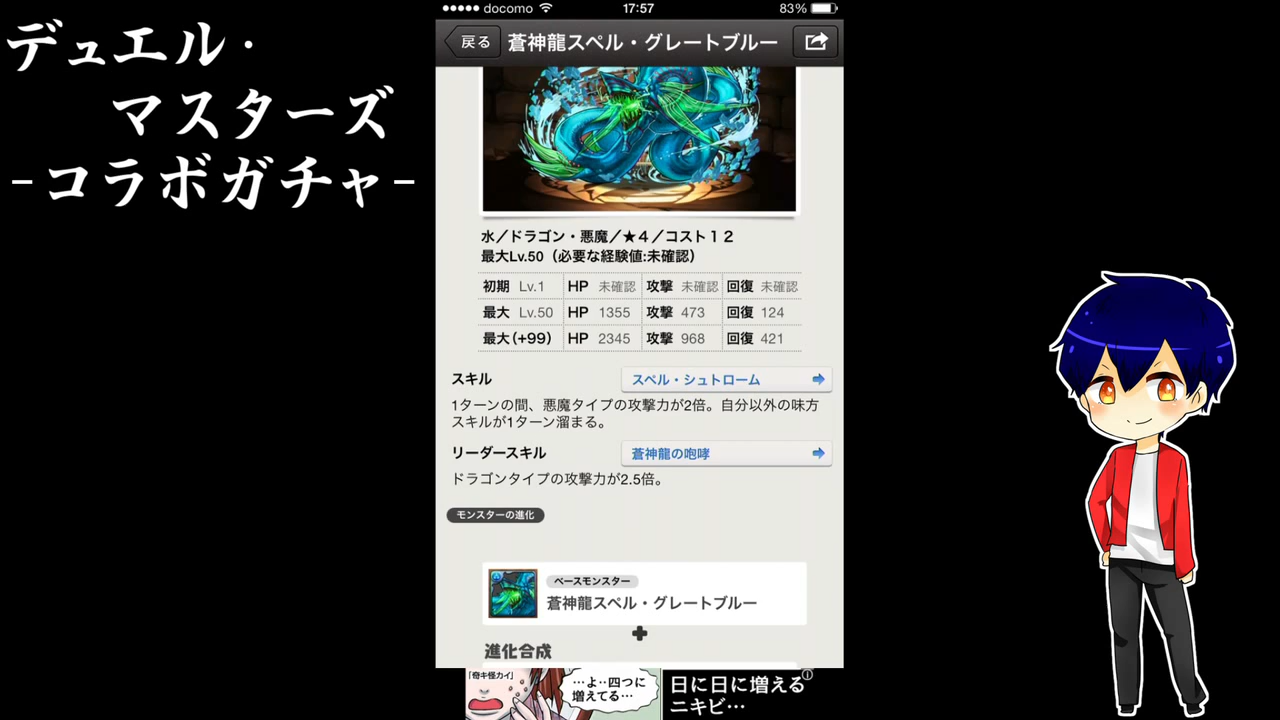 デュエル・
マスターズ
-コラボガチャ-
docomo 17:57 83%
戻る 蒼神龍スペル・グレートブルー
水／ドラゴン・悪魔／★４／コスト１２
最大Lv.50（必要な経験値:未確認）
初期 Lv.1 HP 未確認 攻撃 未確認 回復 未確認
最大 Lv.50 HP 1355 攻撃 473 回復 124
最大(+99) HP 2345 攻撃 968 回復 421
スキル スペル・シュトローム
1ターンの間、悪魔タイプの攻撃力が2倍。自分以外の味方
スキルが1ターン溜まる。
リーダースキル 蒼神龍の咆哮
ドラゴンタイプの攻撃力が2.5倍。
モンスターの進化
ベースモンスター
蒼神龍スペル・グレートブルー
進化合成
「奇キ怪カイ」
…よ‥四つに
増えてる…
日に日に増える
ニキビ…